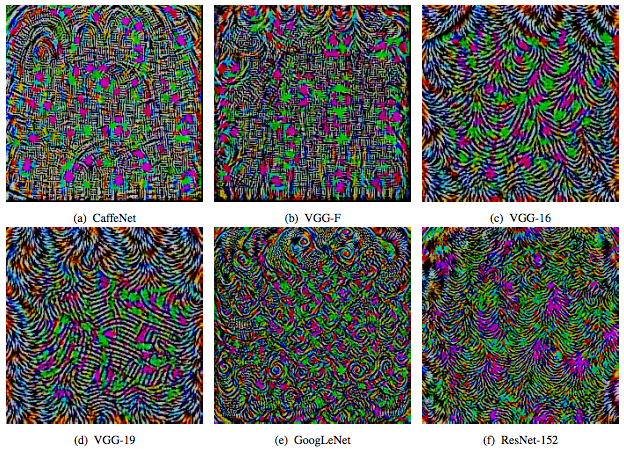 (a) CaffeNet
(b) VGG-F
(c) VGG-16
(d) VGG-19
(e) GoogLeNet
(f) ResNet-152